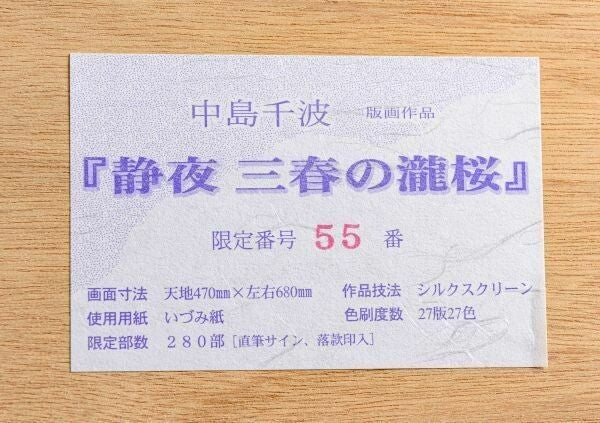 中島千波 版画作品
『静夜 三春の瀧桜』
限定番号 55 番
画面寸法 天地470㎜×左右680㎜ 作品技法 シルクスクリーン
使用用紙 いづみ紙 色刷度数 27版27色
限定部数 280部［直筆サイン、落款印入］